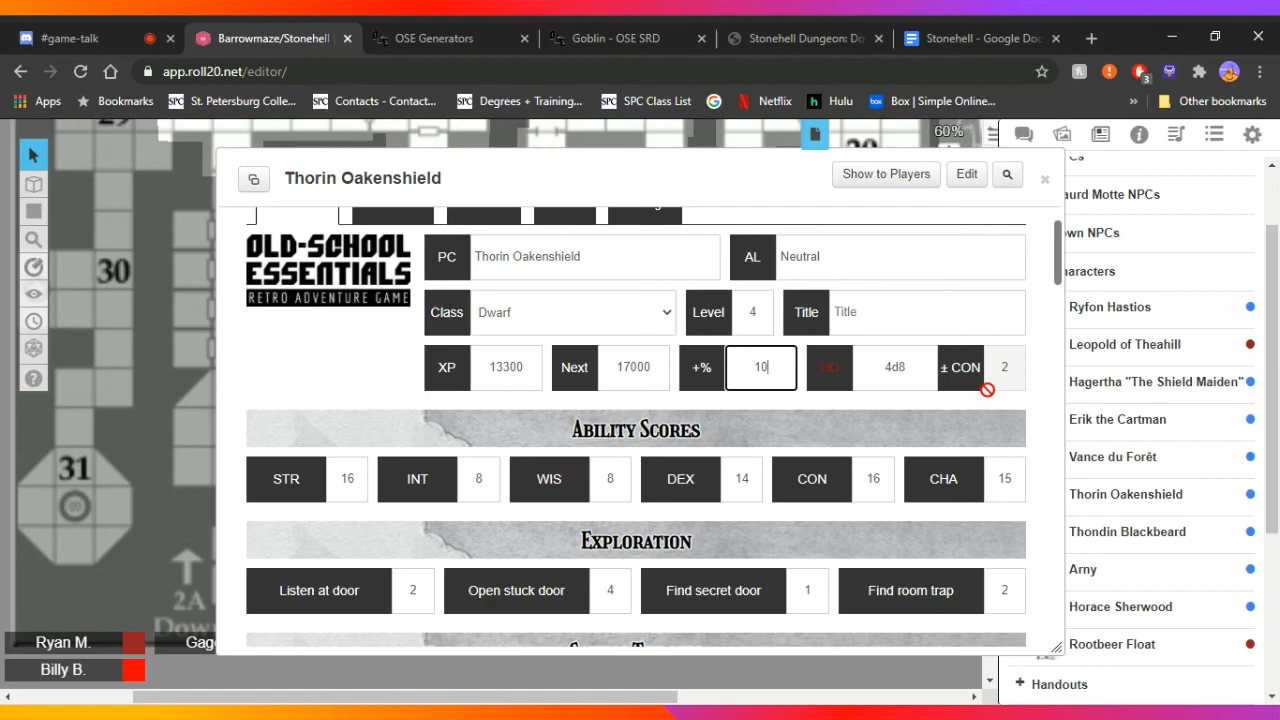 #game-talk
Barrowmaze/Stonehell
OSE Generators
Goblin - OSE SRD
Stonehell Dungeon: Do
Stonehell - Google Doc
app.roll20.net/editor/
3
Apps
Bookmarks
St. Petersburg Colle...
Contacts - Contact...
Degrees + Training...
SPC Class List
Netflix
Hulu
Box | Simple Online...
Other bookmarks
60%
Thorin Oakenshield
Show to Players
Edit
OLD-SCHOOL
ESSENTIALS
RETRO ADVENTURE GAME
PC
Thorin Oakenshield
AL
Neutral
Class
Dwarf
Level
4
Title
Title
XP
13300
Next
17000
+%
10
HD
4d8
± CON
2
ABILITY SCORES
STR
16
INT
8
WIS
8
DEX
14
CON
16
CHA
15
EXPLORATION
Listen at door
2
Open stuck door
4
Find secret door
1
Find room trap
2
aurd Motte NPCs
own NPCs
haracters
Ryfon Hastios
Leopold of Theahill
Hagertha "The Shield Maiden"
Erik the Cartman
Vance du Forêt
Thorin Oakenshield
Thondin Blackbeard
Arny
Horace Sherwood
Rootbeer Float
Handouts
30
31
2A
Ryan M.
Gag
Billy B.